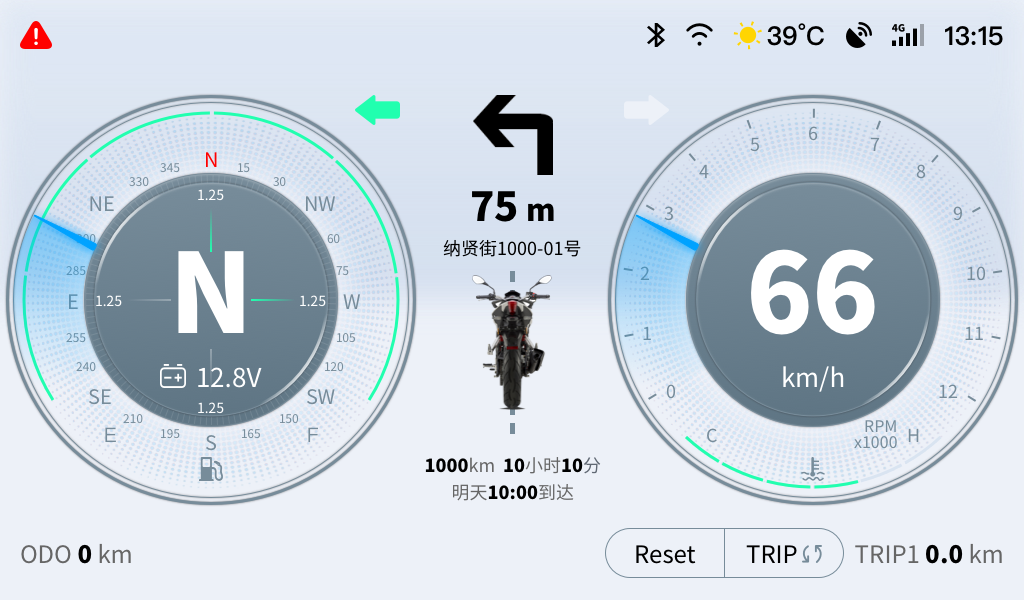 39°C 4G 13:15
N
345 15
330 30
NE NW
1.25
300 60
285 75
E W
1.25 1.25
N
255 105
240 120
12.8V
SE SW
1.25
210 150
195 165
E F
S
75 m
纳贤街1000-01号
1000km 10小时10分
明天10:00到达
6
5 7
4 8
3 9
2 10
1 11
0 12
66
km/h
C H
RPM
x1000
ODO 0 km
Reset TRIP TRIP1 0.0 km